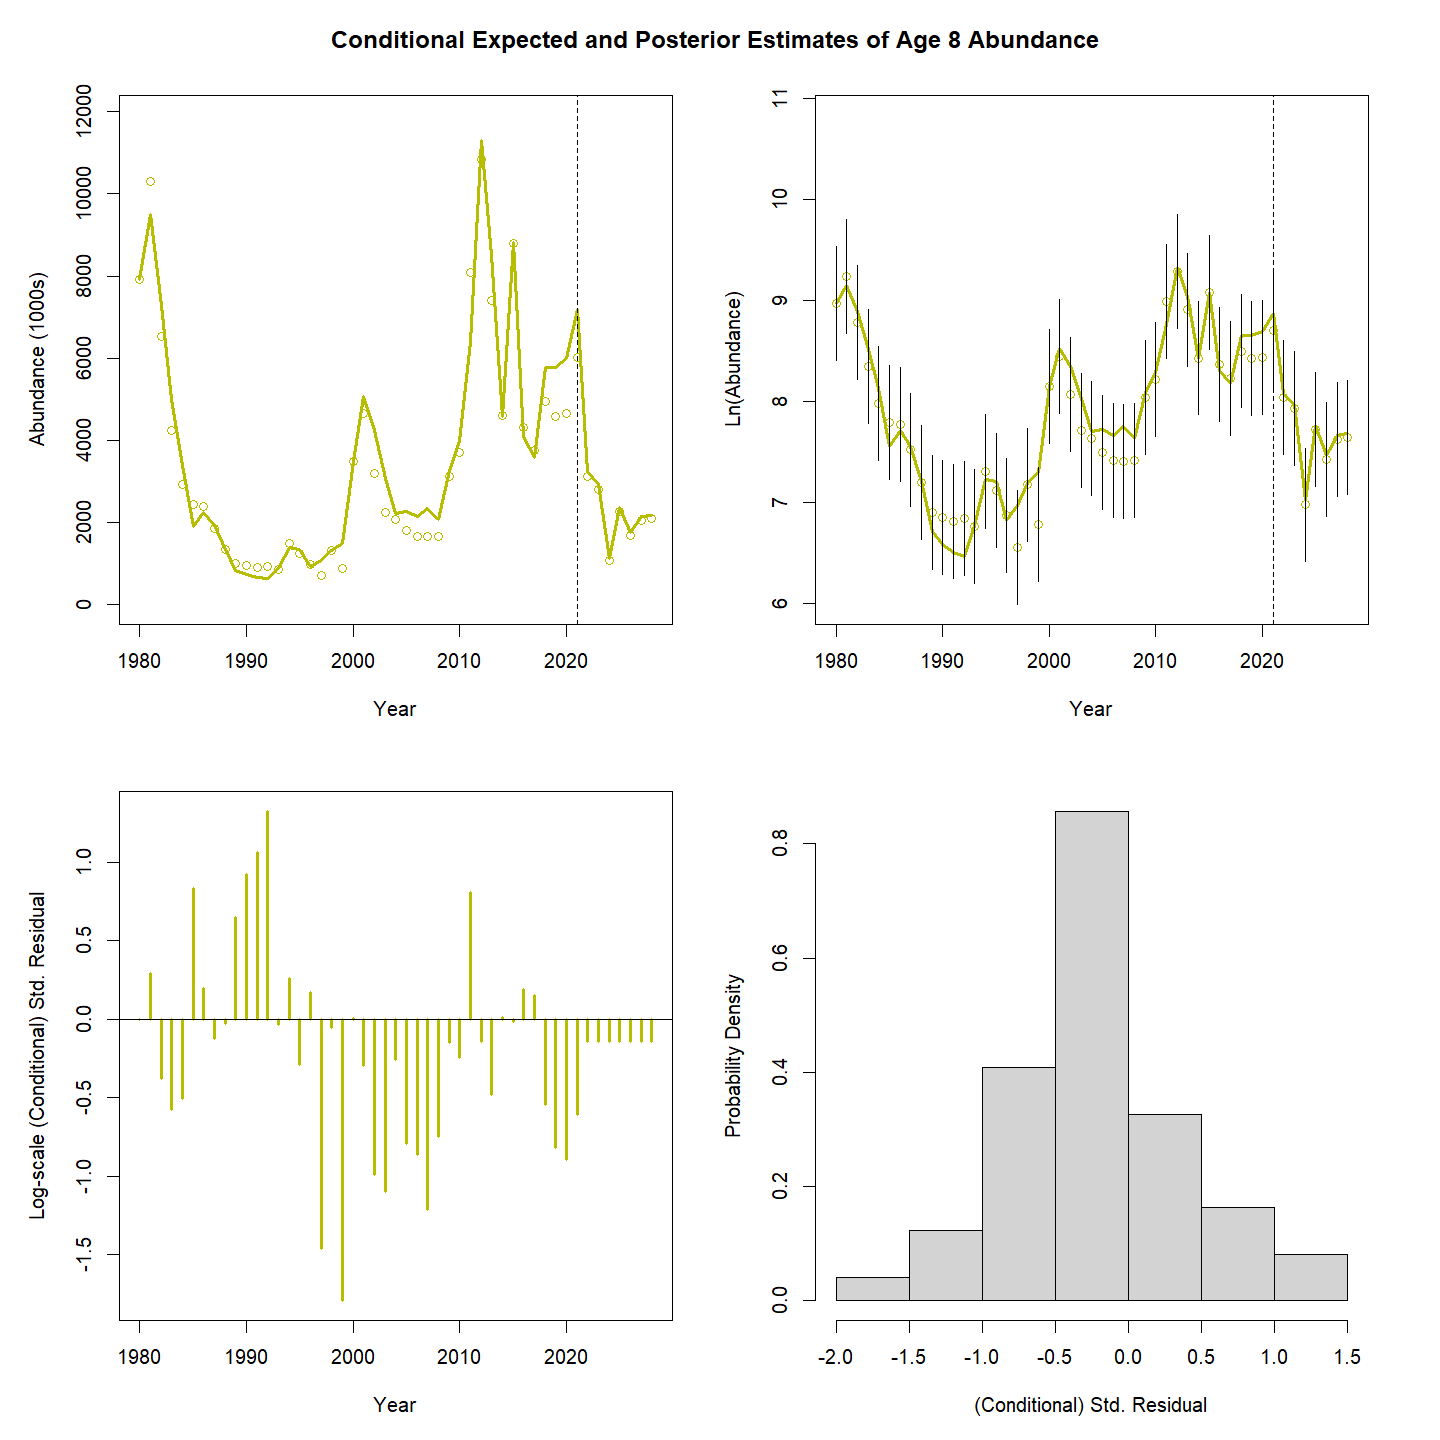 Conditional Expected and Posterior Estimates of Age 8 Abundance
Abundance (1000s)
12000
10000
8000
6000
4000
2000
0
1980 1990 2000 2010 2020
Year
Ln(Abundance)
11
10
9
8
7
6
1980 1990 2000 2010 2020
Year
Log-scale (Conditional) Std. Residual
1.0
0.5
0.0
-0.5
-1.0
-1.5
1980 1990 2000 2010 2020
Year
Probability Density
0.8
0.6
0.4
0.2
0.0
-2.0 -1.5 -1.0 -0.5 0.0 0.5 1.0 1.5
(Conditional) Std. Residual